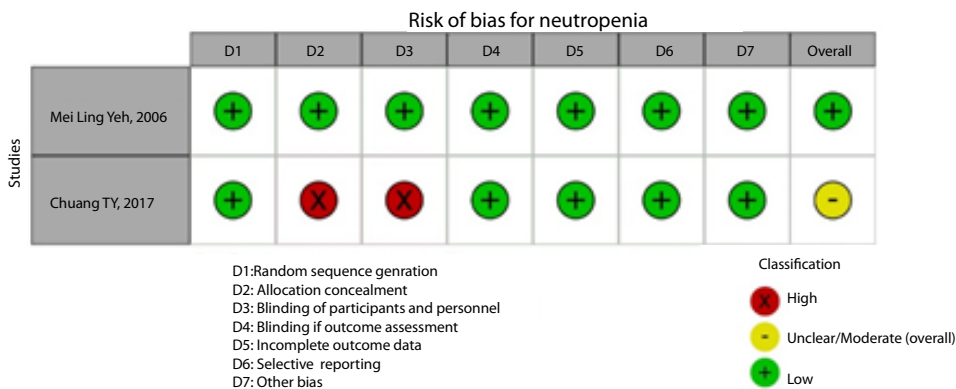 Risk of bias for neutropenia
D1 D2 D3 D4 D5 D6 D7 Overall
Studies
Mei Ling Yeh, 2006 + + + + + + + +
Chuang TY, 2017 + X X + + + + -
D1:Random sequence genration
D2: Allocation concealment
D3: Blinding of participants and personnel
D4: Blinding if outcome assessment
D5: Incomplete outcome data
D6: Selective reporting
D7: Other bias
Classification
X High
- Unclear/Moderate (overall)
+ Low